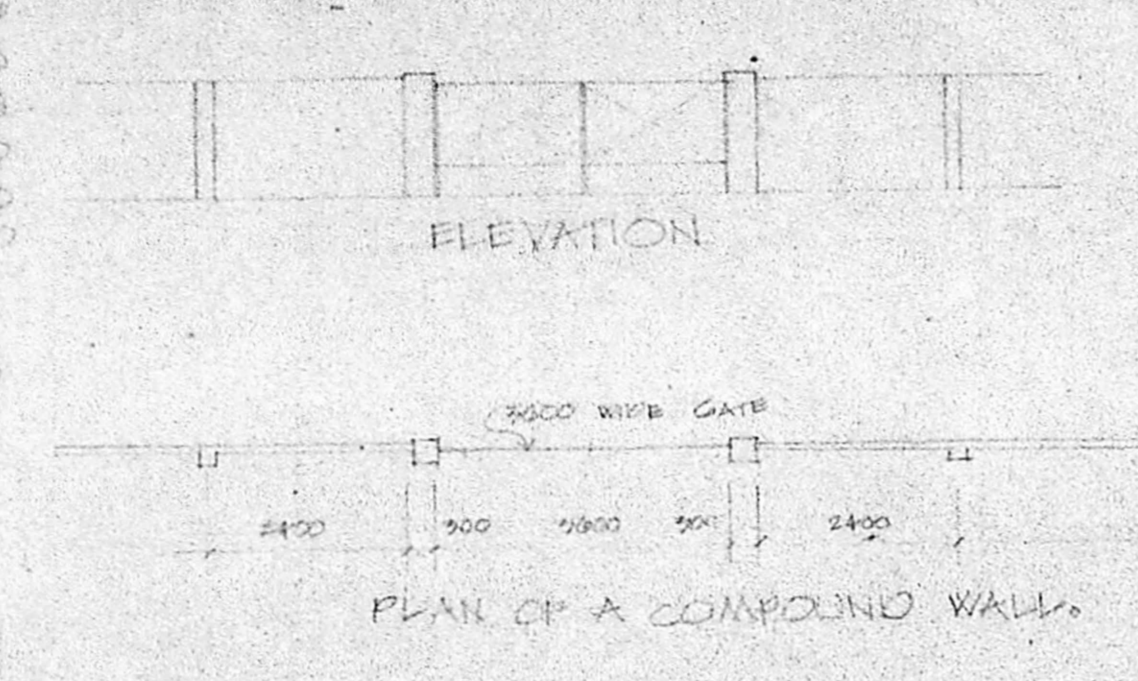 ELEVATION
3600 WIDE GATE
2400 300 3600 300 2400
PLAN OF A COMPOUND WALL.